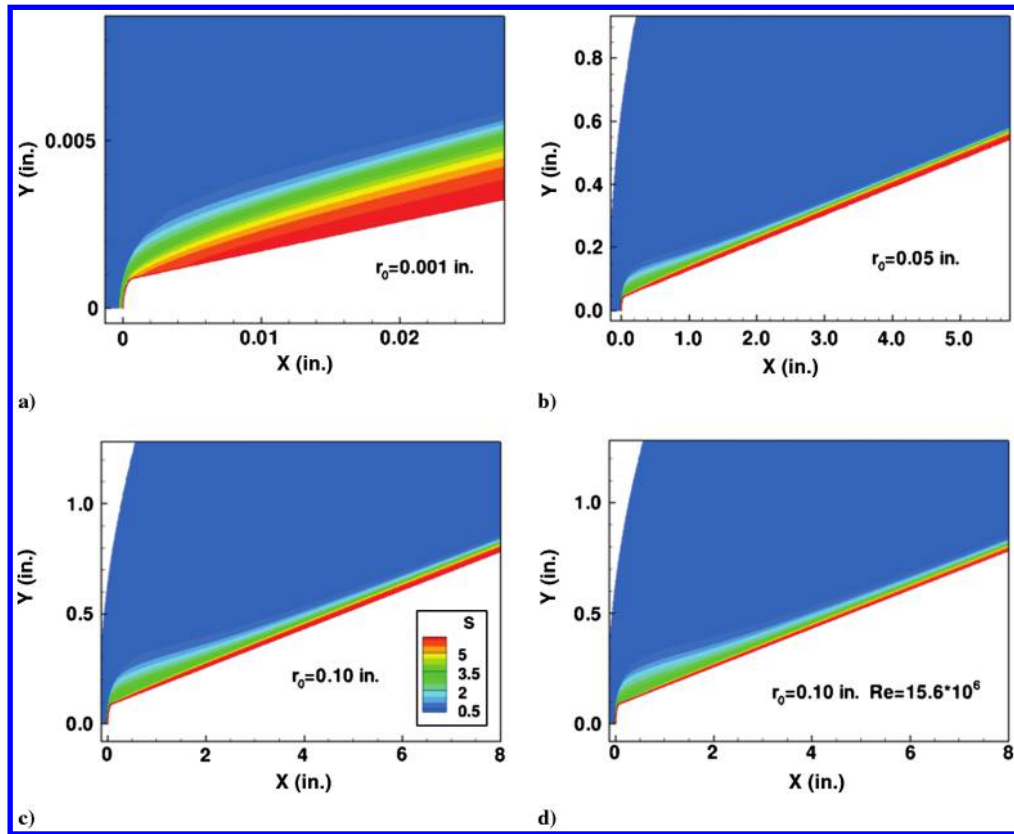 Y (in.)
0.005
0
r₀=0.001 in.
0 0.01 0.02
X (in.)
a)
Y (in.)
0.8
0.6
0.4
0.2
0.0
r₀=0.05 in.
0.0 1.0 2.0 3.0 4.0 5.0
X (in.)
b)
Y (in.)
1.0
0.5
0.0
r₀=0.10 in.
S
5
3.5
2
0.5
0 2 4 6 8
X (in.)
c)
Y (in.)
1.0
0.5
0.0
r₀=0.10 in. Re=15.6*10⁶
0 2 4 6 8
X (in.)
d)